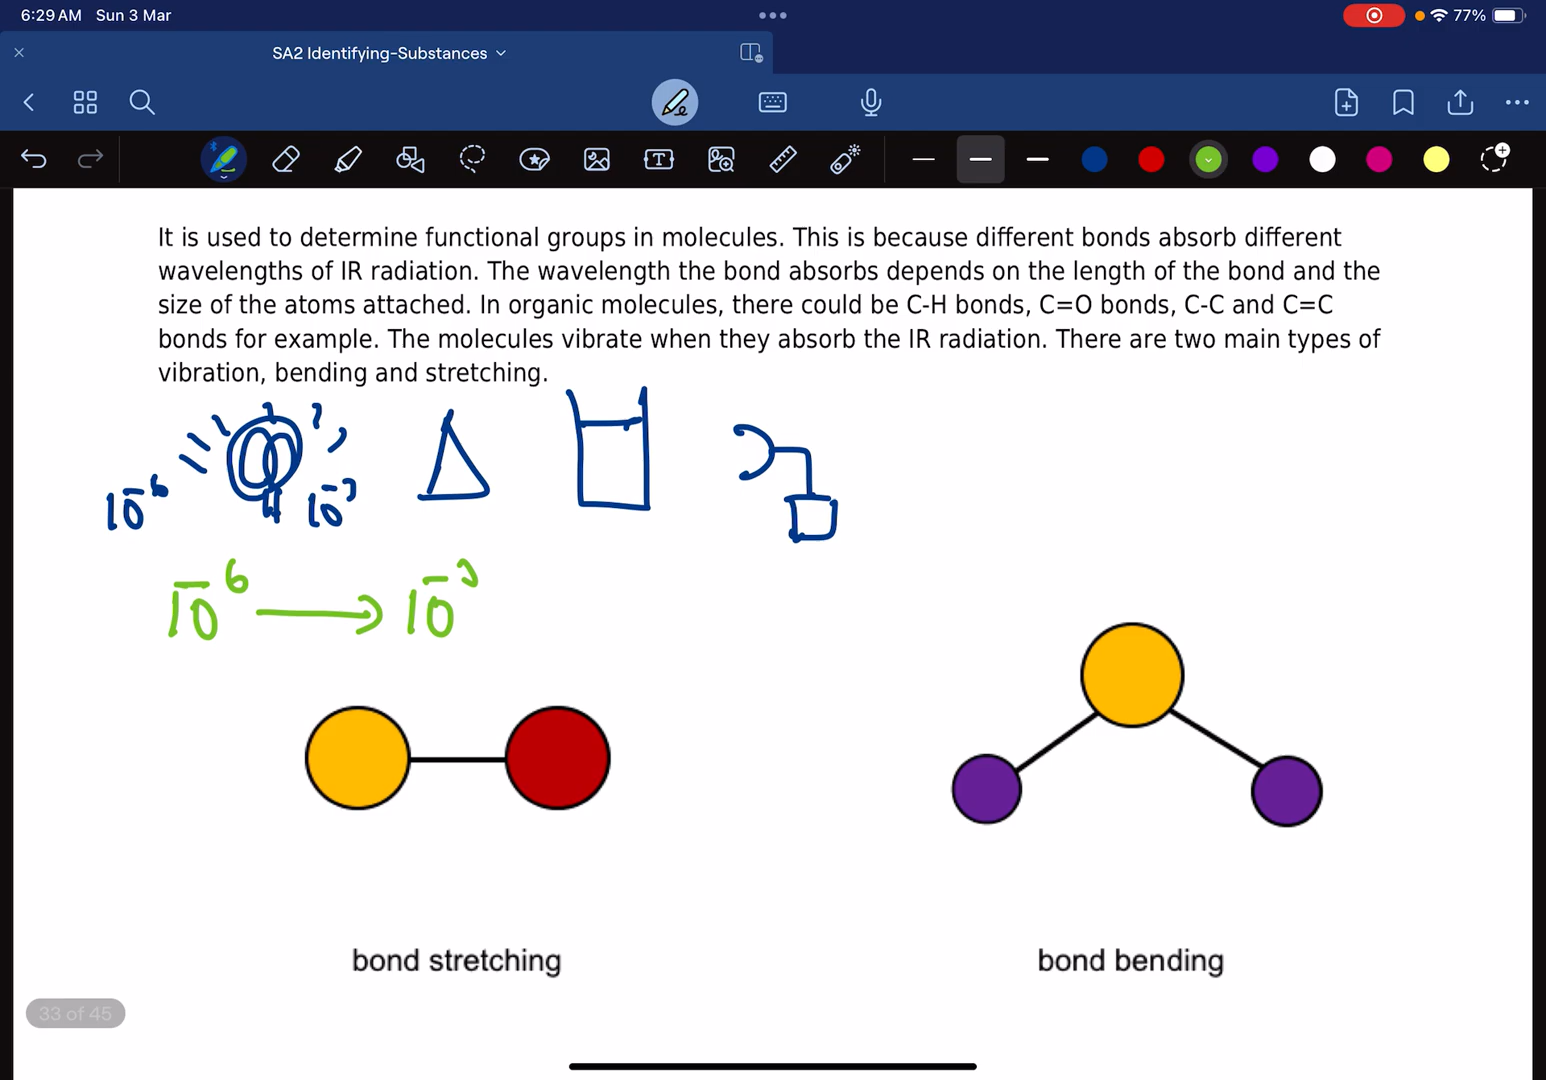 6:29 AM Sun 3 Mar
77%
SA2 Identifying-Substances
It is used to determine functional groups in molecules. This is because different bonds absorb different
wavelengths of IR radiation. The wavelength the bond absorbs depends on the length of the bond and the
size of the atoms attached. In organic molecules, there could be C-H bonds, C=O bonds, C-C and C=C
bonds for example. The molecules vibrate when they absorb the IR radiation. There are two main types of
vibration, bending and stretching.
10⁻⁶ 10⁻³
10⁻⁶ → 10⁻³
bond stretching
bond bending
33 of 45